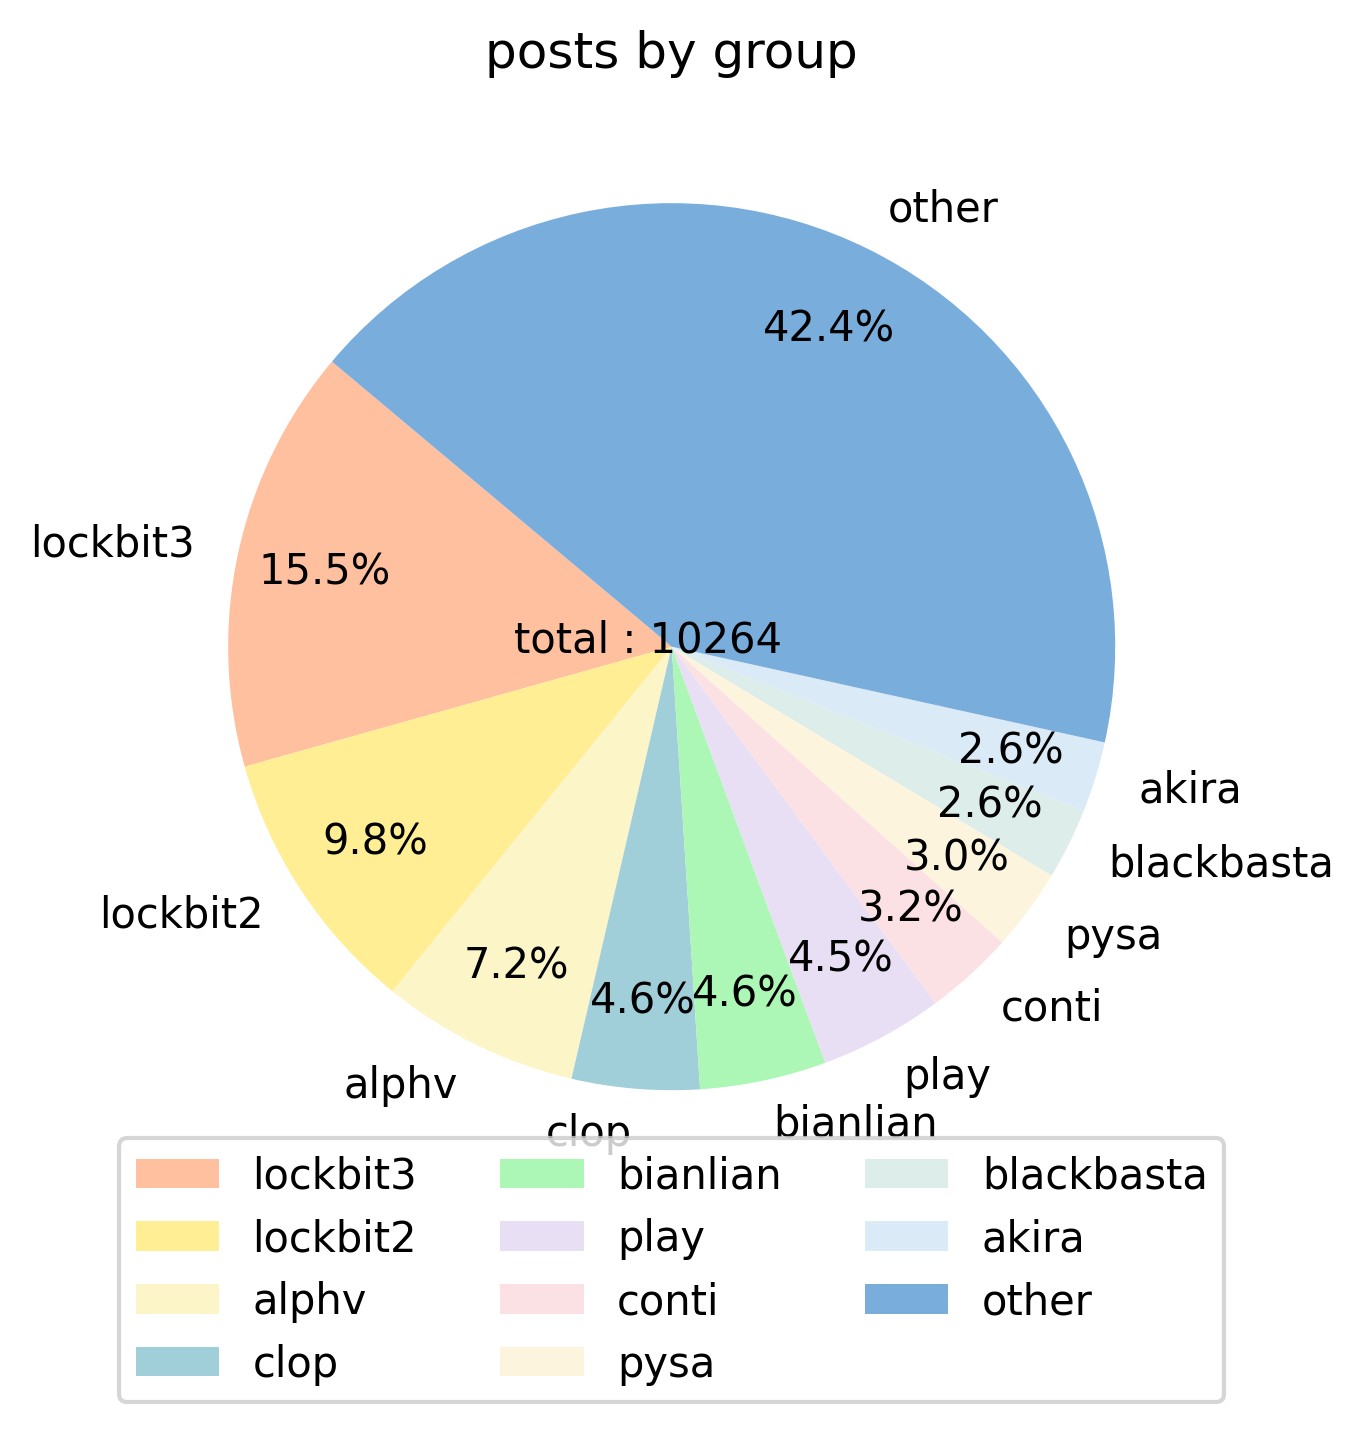 posts by group
other
42.4%
lockbit3
15.5%
total : 10264
9.8%
lockbit2
7.2%
alphv
4.6%
clop
4.6%
bianlian
4.5%
play
3.2%
conti
3.0%
pysa
2.6%
blackbasta
2.6%
akira
lockbit3
lockbit2
alphv
clop
bianlian
play
conti
pysa
blackbasta
akira
other